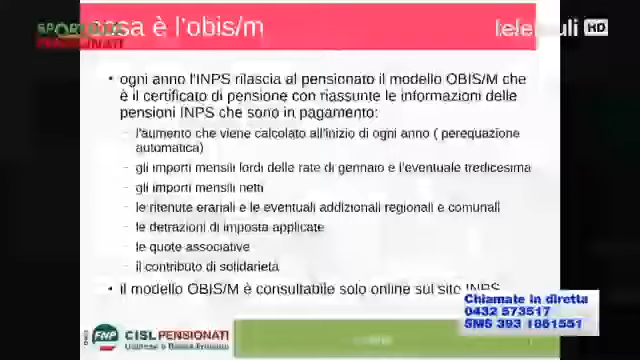 cosa è l'obis/m
SPORTELLO
PENSIONATI
telefriuli HD
• ogni anno l'INPS rilascia al pensionato il modello OBIS/M che
è il certificato di pensione con riassunte le informazioni delle
pensioni INPS che sono in pagamento:
– l'aumento che viene calcolato all'inizio di ogni anno ( perequazione
automatica)
– gli importi mensili lordi delle rate di gennaio e l'eventuale tredicesima
– gli importi mensili netti
– le ritenute erariali e le eventuali addizionali regionali e comunali
– le detrazioni di imposta applicate
– le quote associative
– il contributo di solidarietà
• il modello OBIS/M è consultabile solo online sul sito INPS
Chiamate in diretta
0432 573517
SMS 393 1861551
FNP CISL PENSIONATI